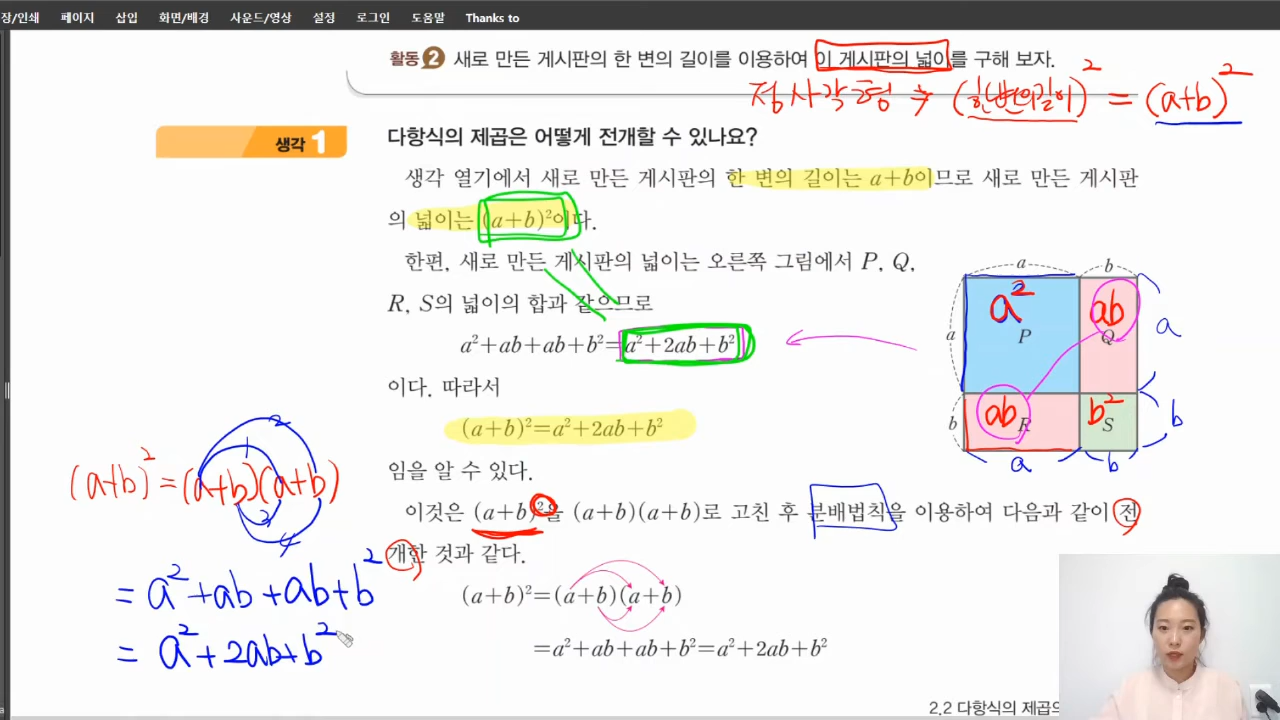 장/인쇄 페이지 삽입 화면/배경 사운드/영상 설정 로그인 도움말 Thanks to
활동 2 새로 만든 게시판의 한 변의 길이를 이용하여 이 게시판의 넓이를 구해 보자.
정사각형 ⇒ (한 변의 길이)² = (a+b)²
생각 1
다항식의 제곱은 어떻게 전개할 수 있나요?
생각 열기에서 새로 만든 게시판의 한 변의 길이는 a+b이므로 새로 만든 게시판
의 넓이는 (a+b)²이다.
한편, 새로 만든 게시판의 넓이는 오른쪽 그림에서 P, Q,
R, S의 넓이의 합과 같으므로
a²+ab+ab+b²=a²+2ab+b²
이다. 따라서
(a+b)²=a²+2ab+b²
임을 알 수 있다.
이것은 (a+b)²을 (a+b)(a+b)로 고친 후 분배법칙을 이용하여 다음과 같이 전
개한 것과 같다.
(a+b)²=(a+b)(a+b)
=a²+ab+ab+b²=a²+2ab+b²
a b
a² ab a
a P Q
ab b² b
b R S
a b
(a+b)²=(a+b)(a+b)
1 2 3 4
= a²+ab+ab+b²
= a²+2ab+b²
2.2 다항식의 제곱의